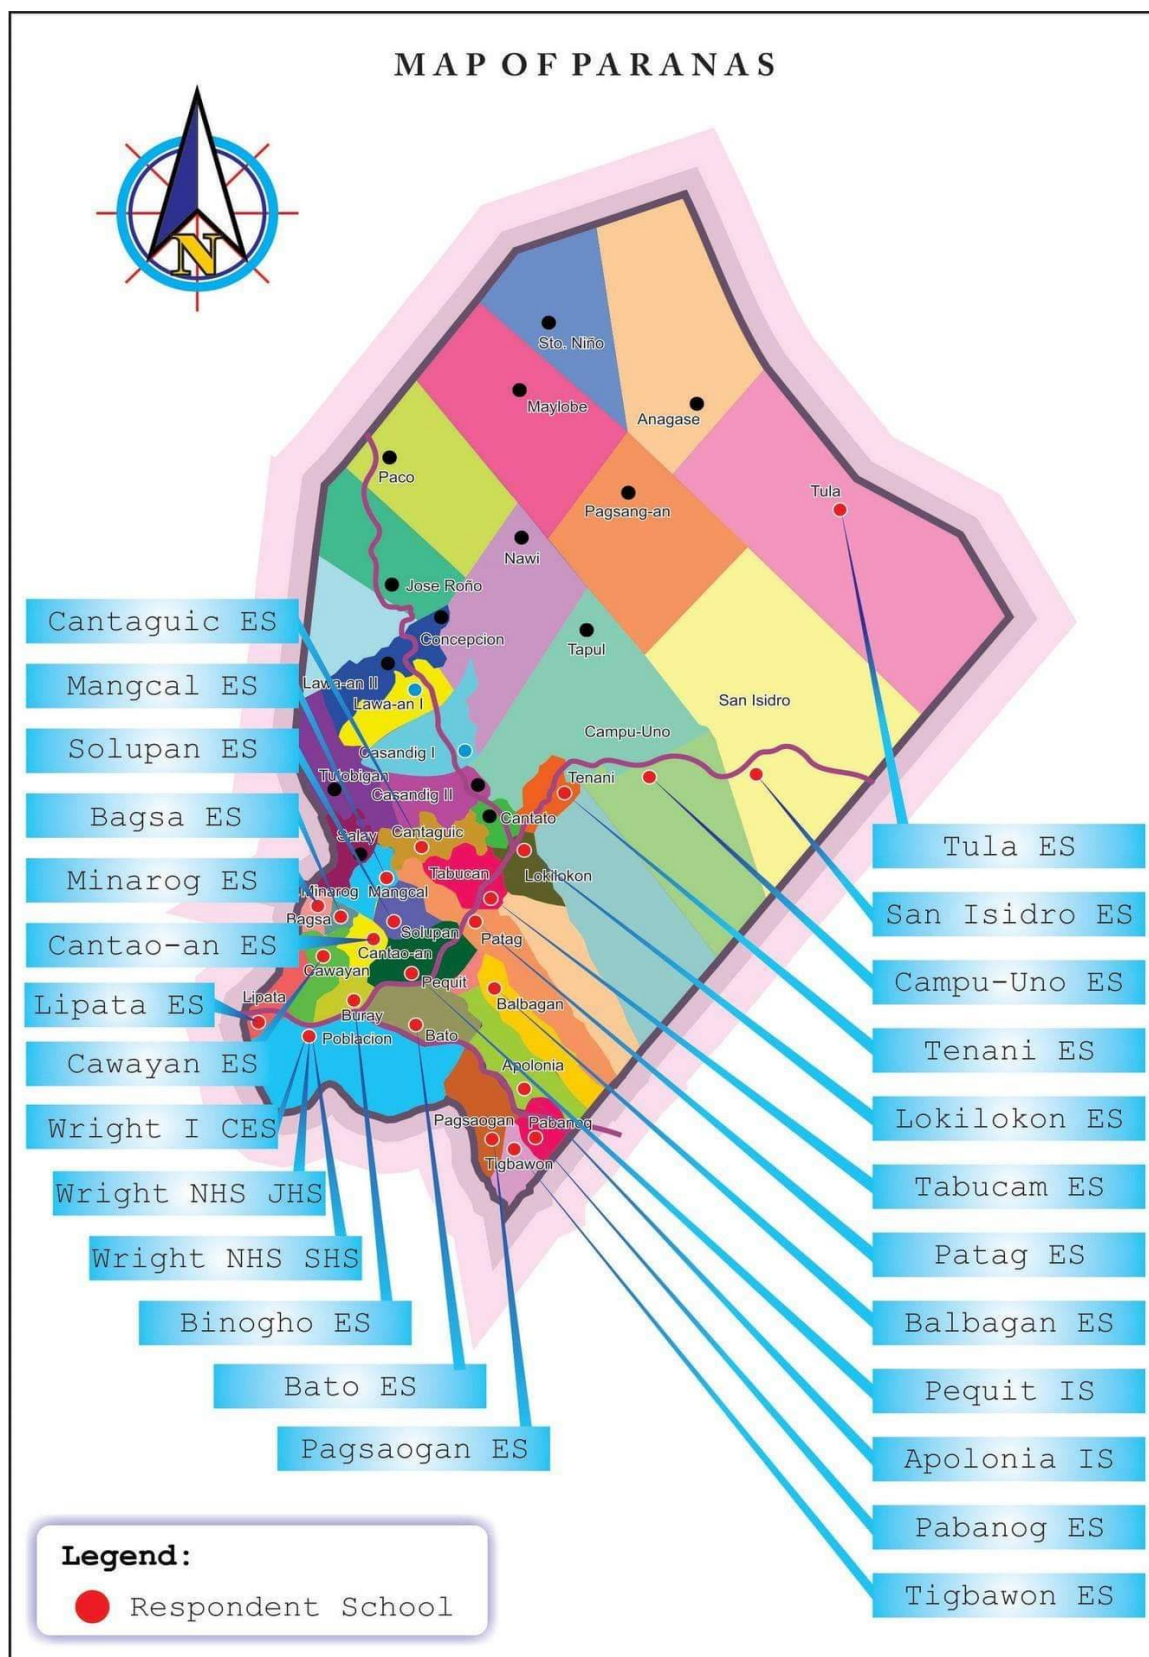 MAP OF PARANAS
N
Sto. Niño
Maylobe
Anagase
Paco
Tula
Pagsang-an
Nawi
Jose Roño
Concepcion
Tapul
Lawa-an II
Lawa-an I
San Isidro
Campu-Uno
Casandig I
Tutobigan
Tenani
Casandig II
Cantato
Cantaguic
Salay
Tabucan
Lokilokon
Minarog
Mangcal
Bagsa
Solupan
Patag
Cantao-an
Cawayan
Pequit
Balbagan
Lipata
Buray
Poblacion
Bato
Apolonia
Pagsaogan
Pabanog
Tigbawon
Cantaguic ES
Mangcal ES
Solupan ES
Bagsa ES
Minarog ES
Cantao-an ES
Lipata ES
Cawayan ES
Wright I CES
Wright NHS JHS
Wright NHS SHS
Binogho ES
Bato ES
Pagsaogan ES
Tula ES
San Isidro ES
Campu-Uno ES
Tenani ES
Lokilokon ES
Tabucam ES
Patag ES
Balbagan ES
Pequit IS
Apolonia IS
Pabanog ES
Tigbawon ES
Legend:
Respondent School